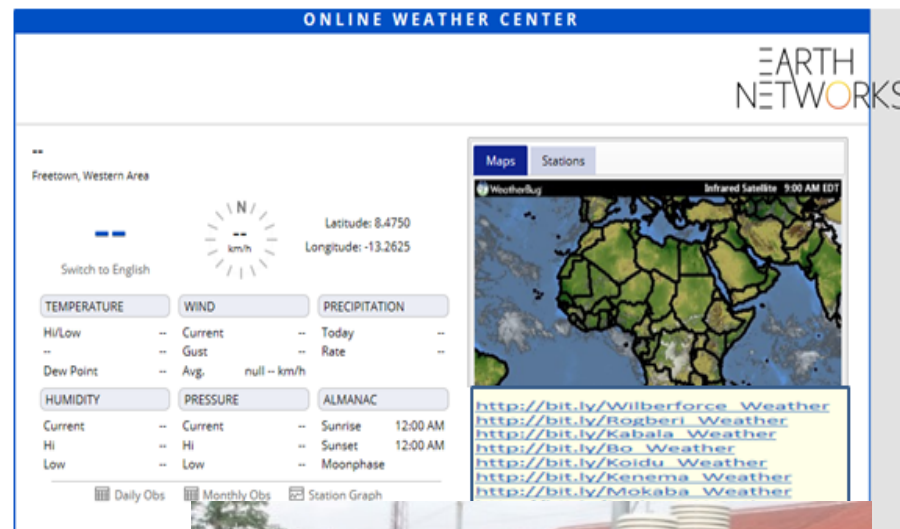 ONLINE WEATHER CENTER
EARTH
NETWORKS
--
Freetown, Western Area
--
Switch to English
N
--
km/h
Latitude: 8.4750
Longitude: -13.2625
Maps Stations
WeatherBug Infrared Satellite 9:00 AM EDT
TEMPERATURE WIND PRECIPITATION
Hi/Low -- Current -- Today --
-- -- Gust -- Rate --
Dew Point -- Avg. null -- km/h
HUMIDITY PRESSURE ALMANAC
Current -- Current -- Sunrise 12:00 AM
Hi -- Hi -- Sunset 12:00 AM
Low -- Low -- Moonphase
Daily Obs Monthly Obs Station Graph
http://bit.ly/Wilberforce_Weather
http://bit.ly/Rogberi_Weather
http://bit.ly/Kabala_Weather
http://bit.ly/Bo_Weather
http://bit.ly/Koidu_Weather
http://bit.ly/Kenema_Weather
http://bit.ly/Mokaba_Weather